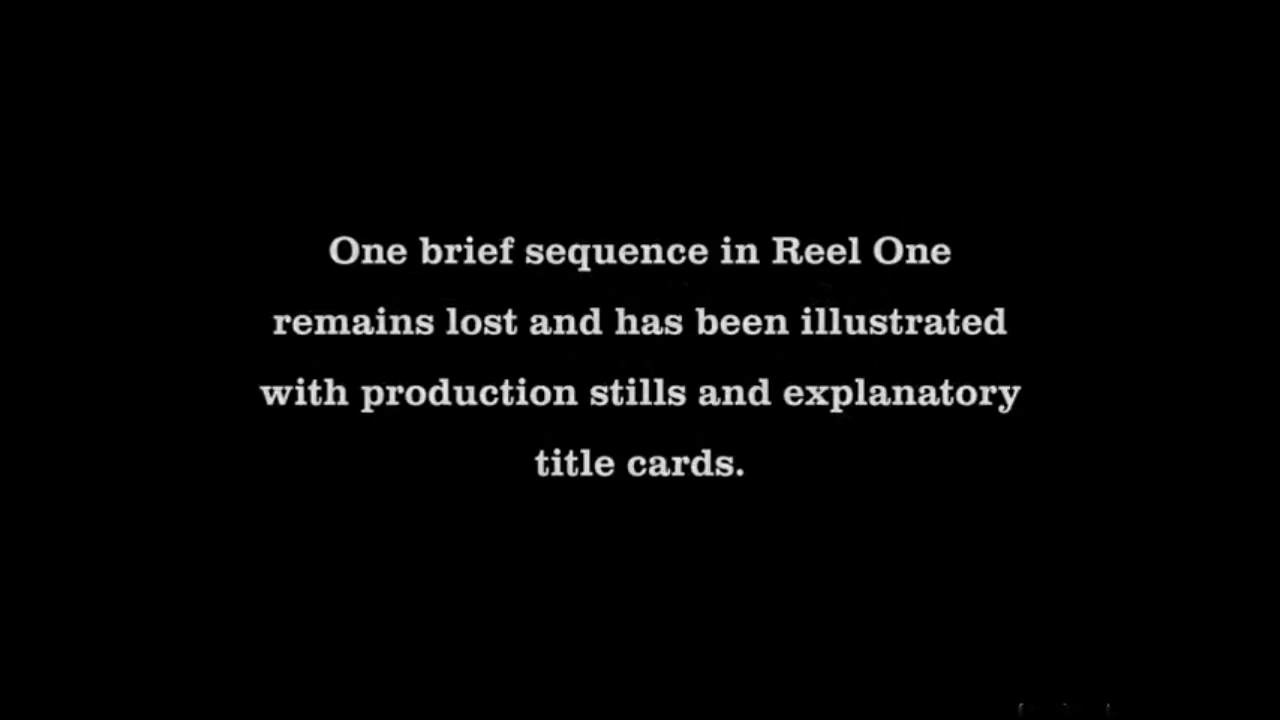 One brief sequence in Reel One
remains lost and has been illustrated
with production stills and explanatory
title cards.